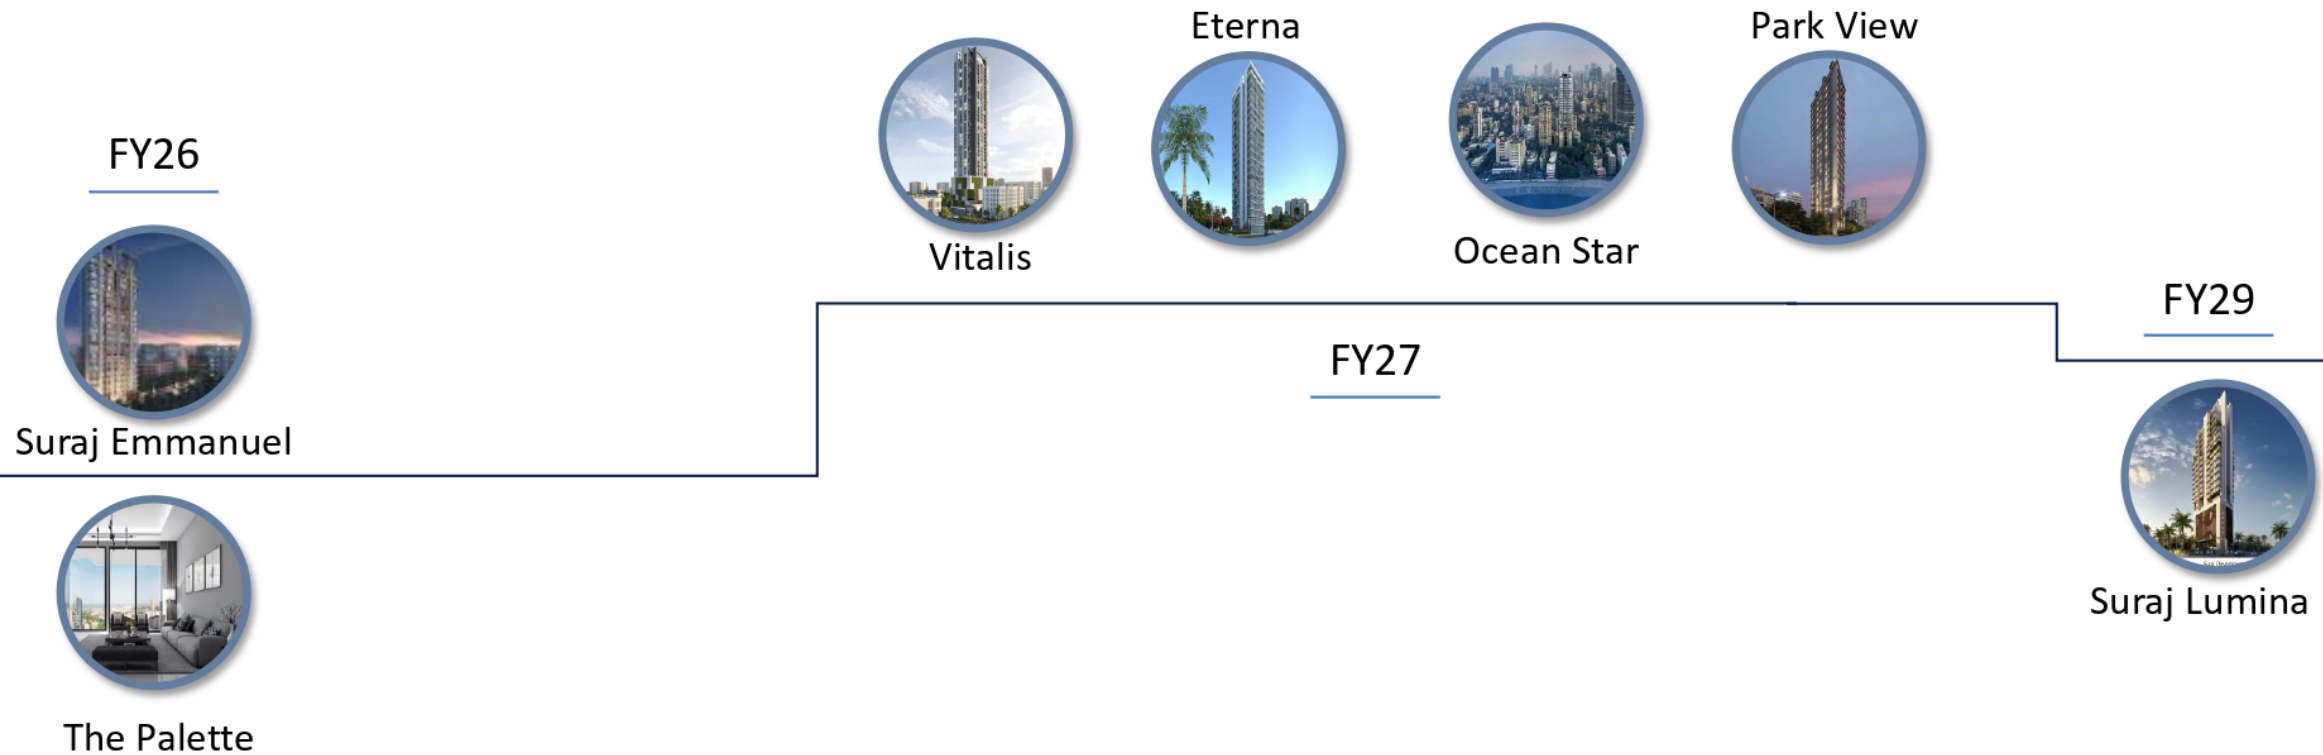 FY26
Suraj Emmanuel
The Palette
Vitalis
Eterna
Ocean Star
Park View
FY27
FY29
Suraj Lumina